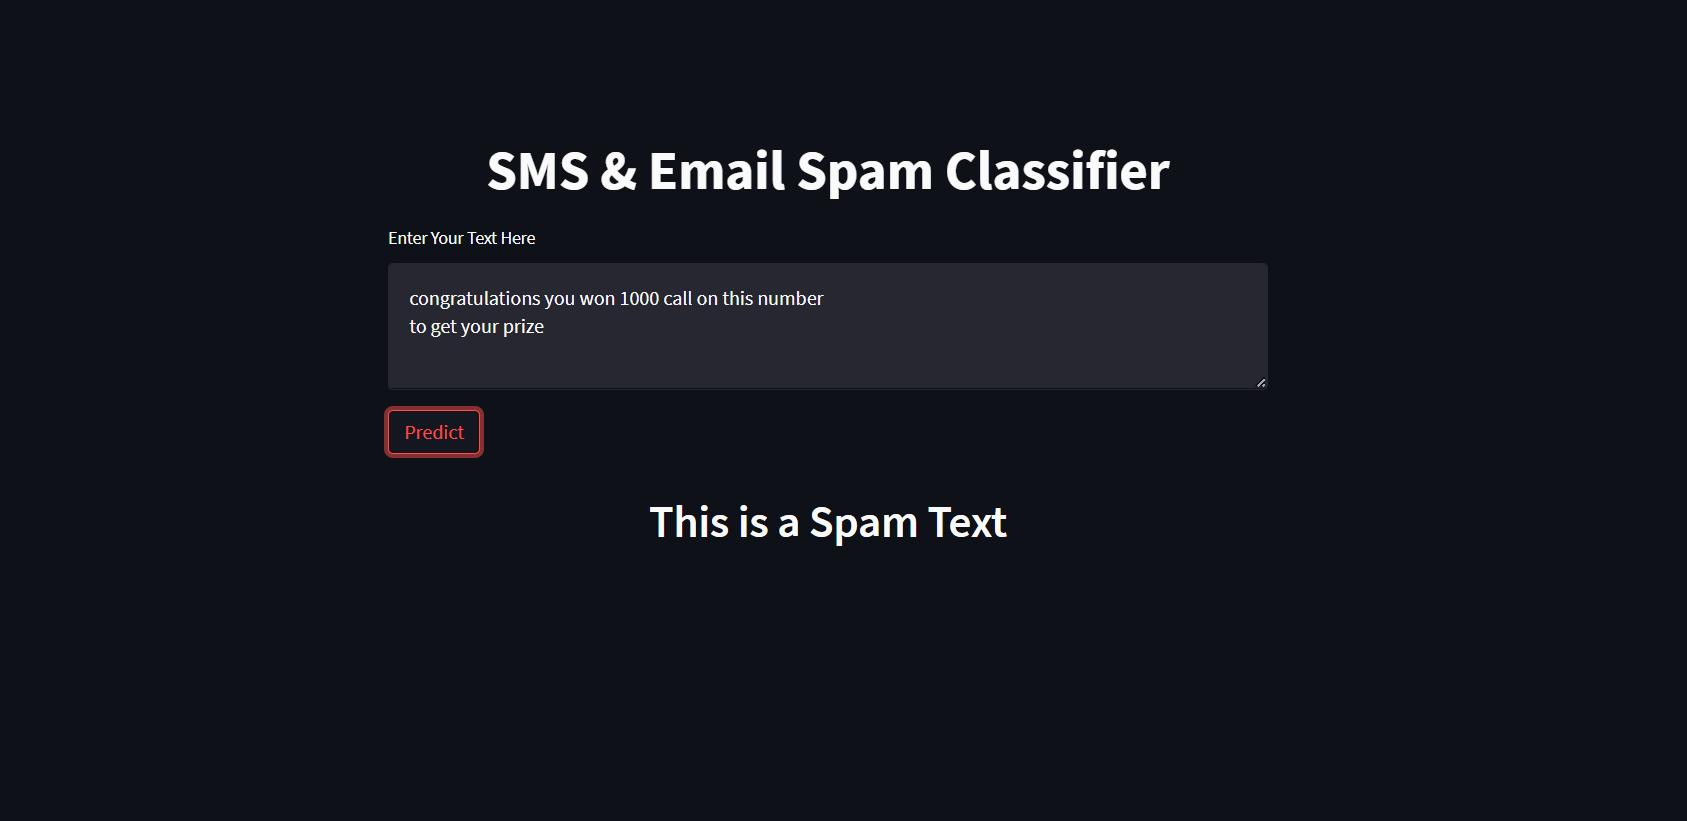 SMS & Email Spam Classifier
Enter Your Text Here
congratulations you won 1000 call on this number
to get your prize
Predict
This is a Spam Text